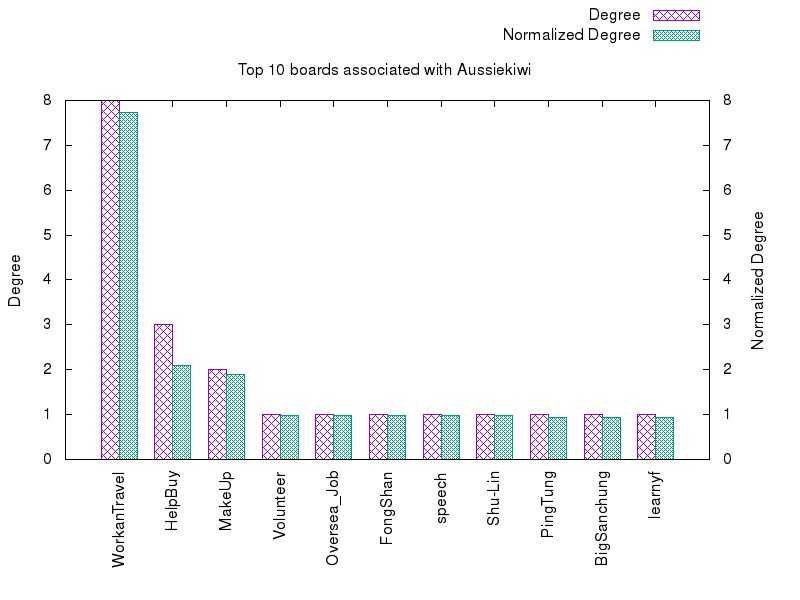 Degree
Normalized Degree
Top 10 boards associated with Aussiekiwi
8
7
6
5
4
3
2
1
0
Degree
8
7
6
5
4
3
2
1
0
Normalized Degree
WorkanTravel
HelpBuy
MakeUp
Volunteer
Oversea_Job
FongShan
speech
Shu-Lin
PingTung
BigSanchung
learnyf